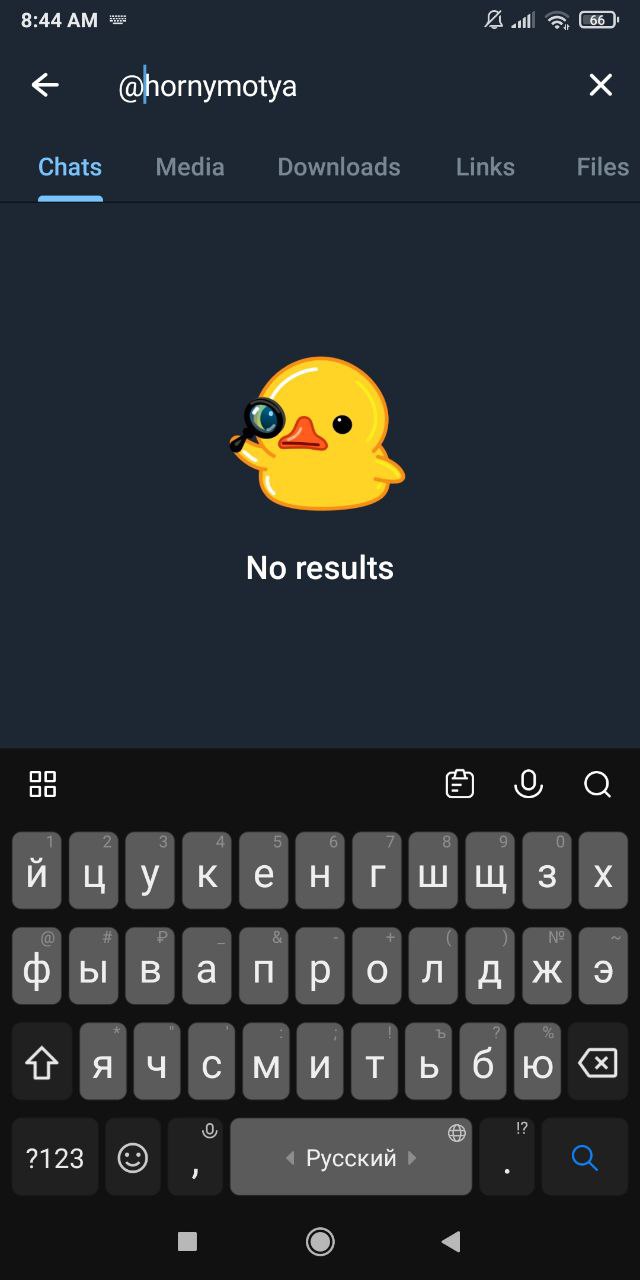 8:44 AM 66
@hornymotya
Chats Media Downloads Links Files
No results
1 2 3 4 5 6 7 8 9 0
й ц у к е н г ш щ з х
@ # ₽ _ & - + ( ) № ~
ф ы в а п р о л д ж э
* " ' : ; ! ъ ? %
я ч с м и т ь б ю
!?
?123 , Русский .